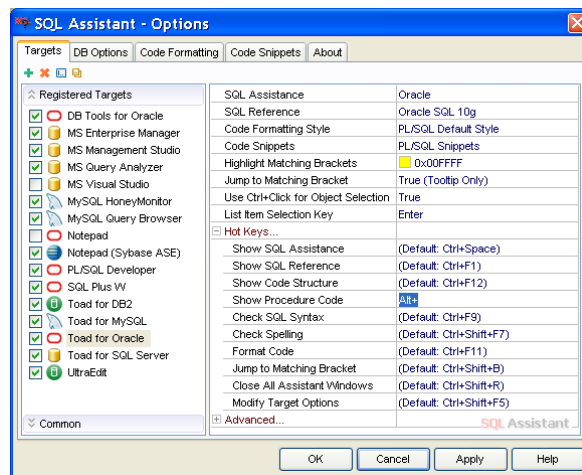 SQL Assistant - Options
Targets DB Options Code Formatting Code Snippets About
Registered Targets
DB Tools for Oracle
MS Enterprise Manager
MS Management Studio
MS Query Analyzer
MS Visual Studio
MySQL HoneyMonitor
MySQL Query Browser
Notepad
Notepad (Sybase ASE)
PL/SQL Developer
SQL Plus W
Toad for DB2
Toad for MySQL
Toad for Oracle
Toad for SQL Server
UltraEdit
Common
SQL Assistance Oracle
SQL Reference Oracle SQL 10g
Code Formatting Style PL/SQL Default Style
Code Snippets PL/SQL Snippets
Highlight Matching Brackets 0x00FFFF
Jump to Matching Bracket True (Tooltip Only)
Use Ctrl+Click for Object Selection True
List Item Selection Key Enter
Hot Keys...
Show SQL Assistance (Default: Ctrl+Space)
Show SQL Reference (Default: Ctrl+F1)
Show Code Structure (Default: Ctrl+F12)
Show Procedure Code Alt+
Check SQL Syntax (Default: Ctrl+F9)
Check Spelling (Default: Ctrl+Shift+F7)
Format Code (Default: Ctrl+F11)
Jump to Matching Bracket (Default: Ctrl+Shift+B)
Close All Assistant Windows (Default: Ctrl+Shift+R)
Modify Target Options (Default: Ctrl+Shift+F5)
Advanced...
SQL Assistant
OK Cancel Apply Help